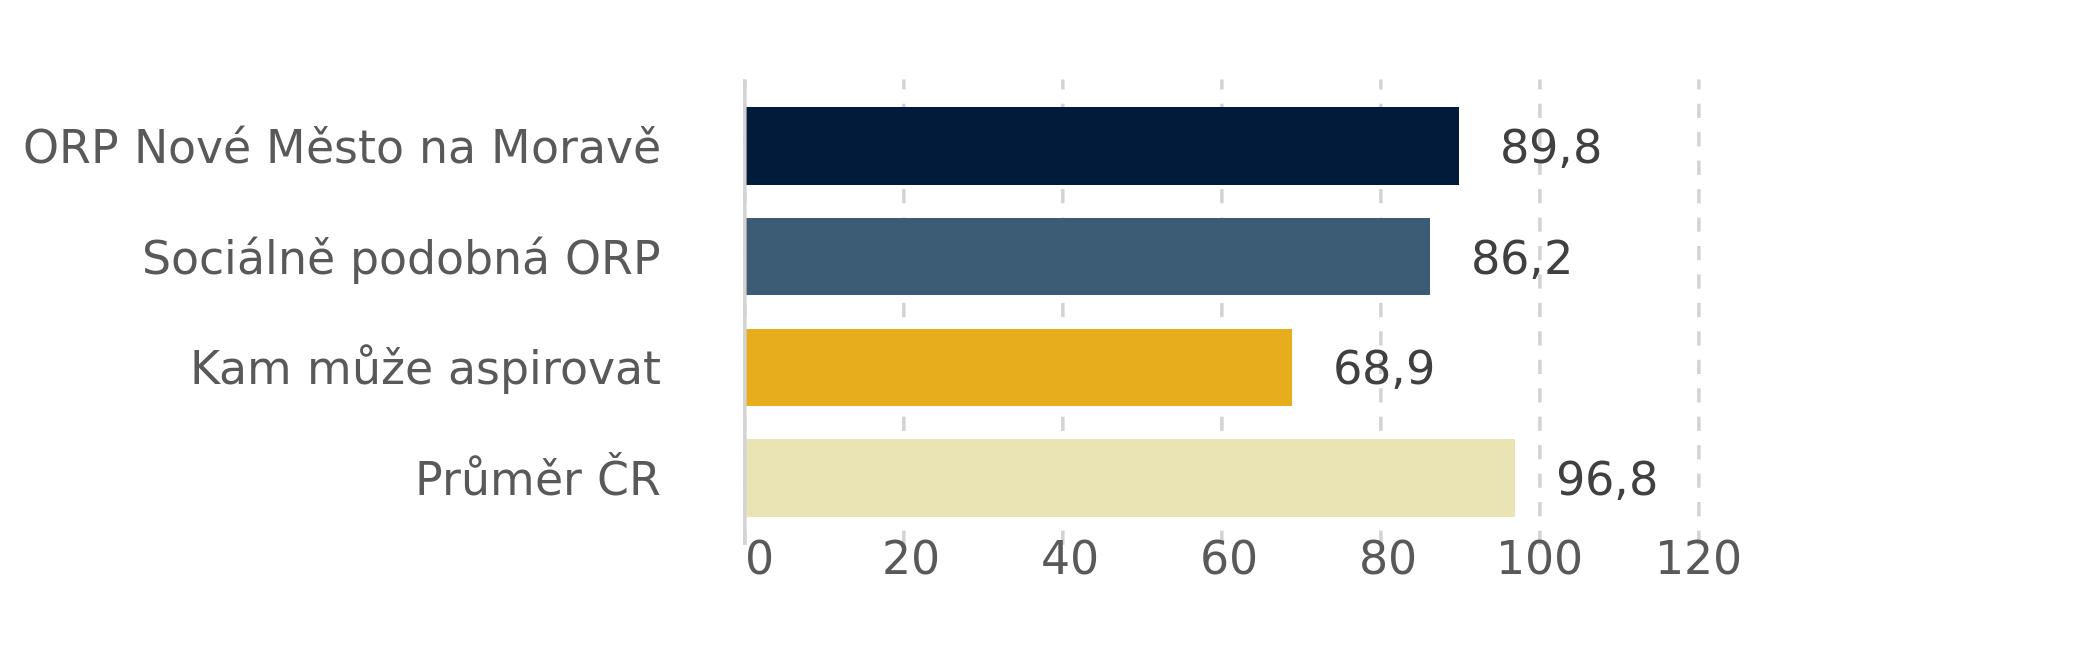 ORP Nové Město na Moravě 89,8
Sociálně podobná ORP 86,2
Kam může aspirovat 68,9
Průměr ČR 96,8
0 20 40 60 80 100 120